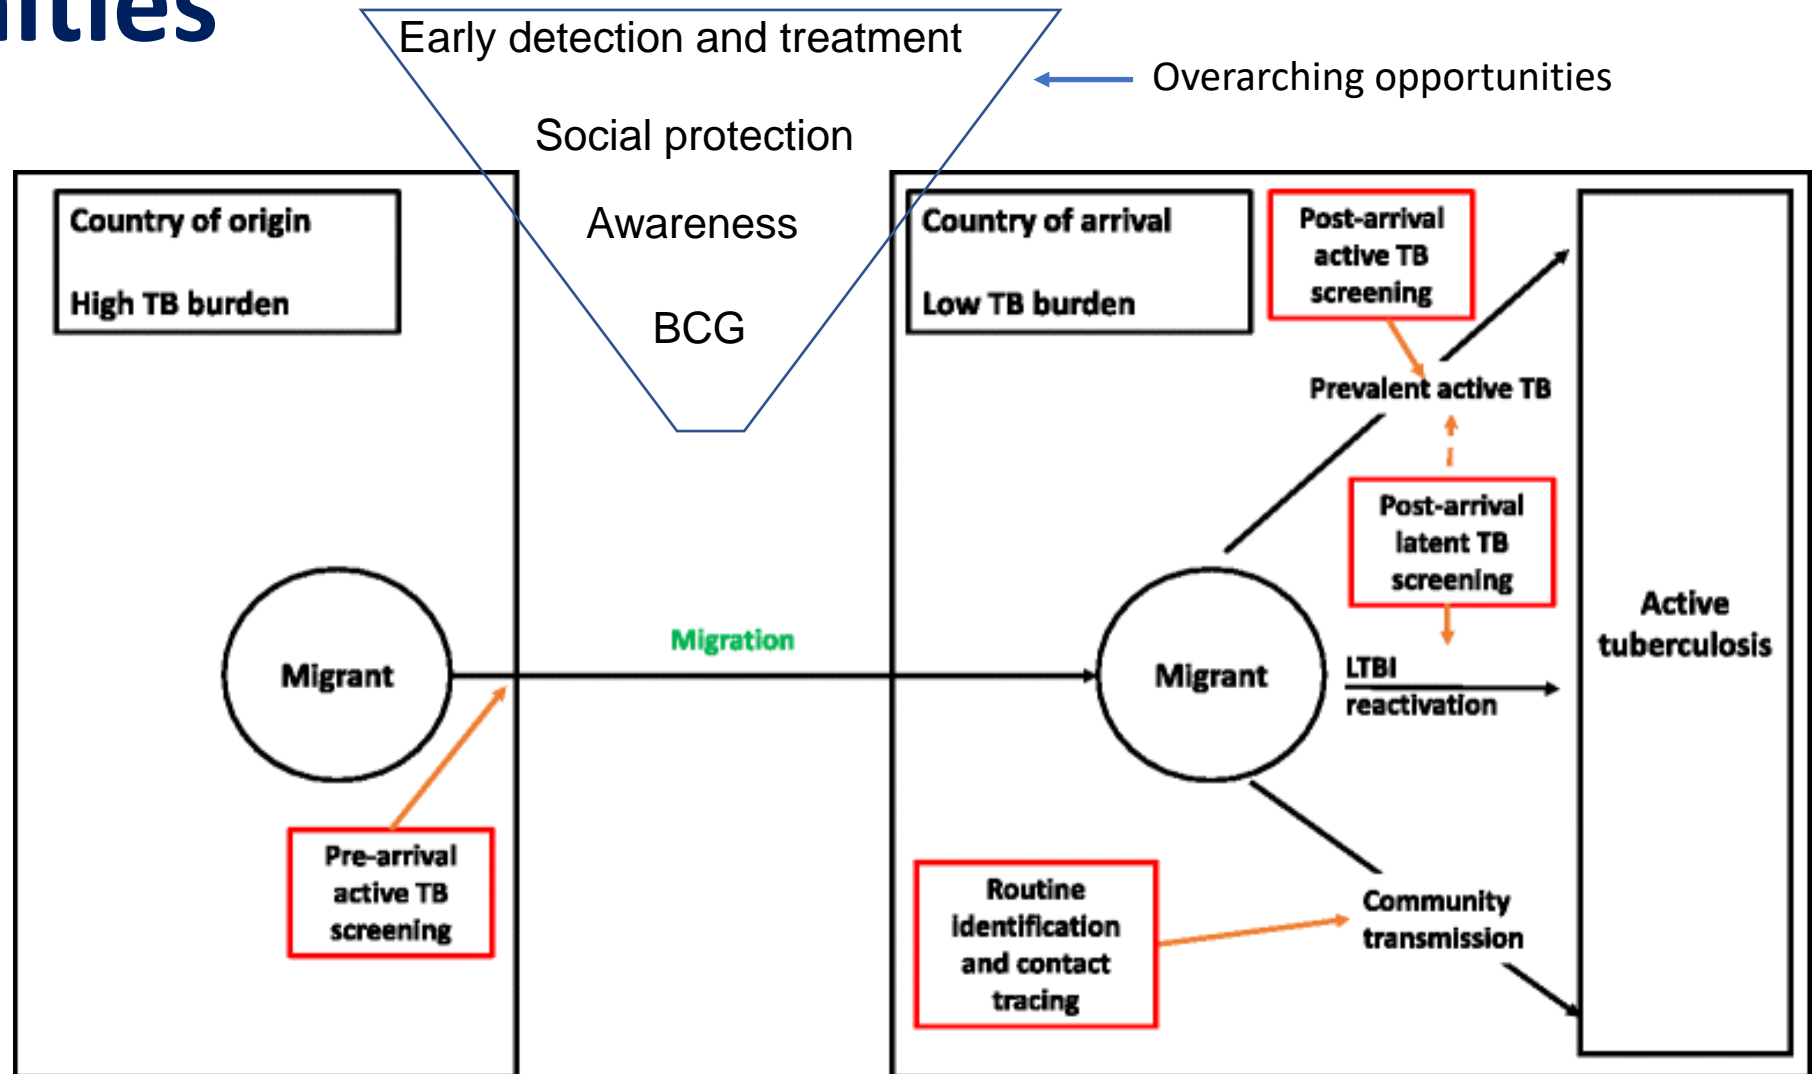 Early detection and treatment
Overarching opportunities
Social protection
Awareness
BCG
Country of origin
High TB burden
Country of arrival
Low TB burden
Post-arrival
active TB
screening
Prevalent active TB
Post-arrival
latent TB
screening
Active
tuberculosis
Migrant
Migration
Migrant
LTBI
reactivation
Pre-arrival
active TB
screening
Routine
identification
and contact
tracing
Community
transmission